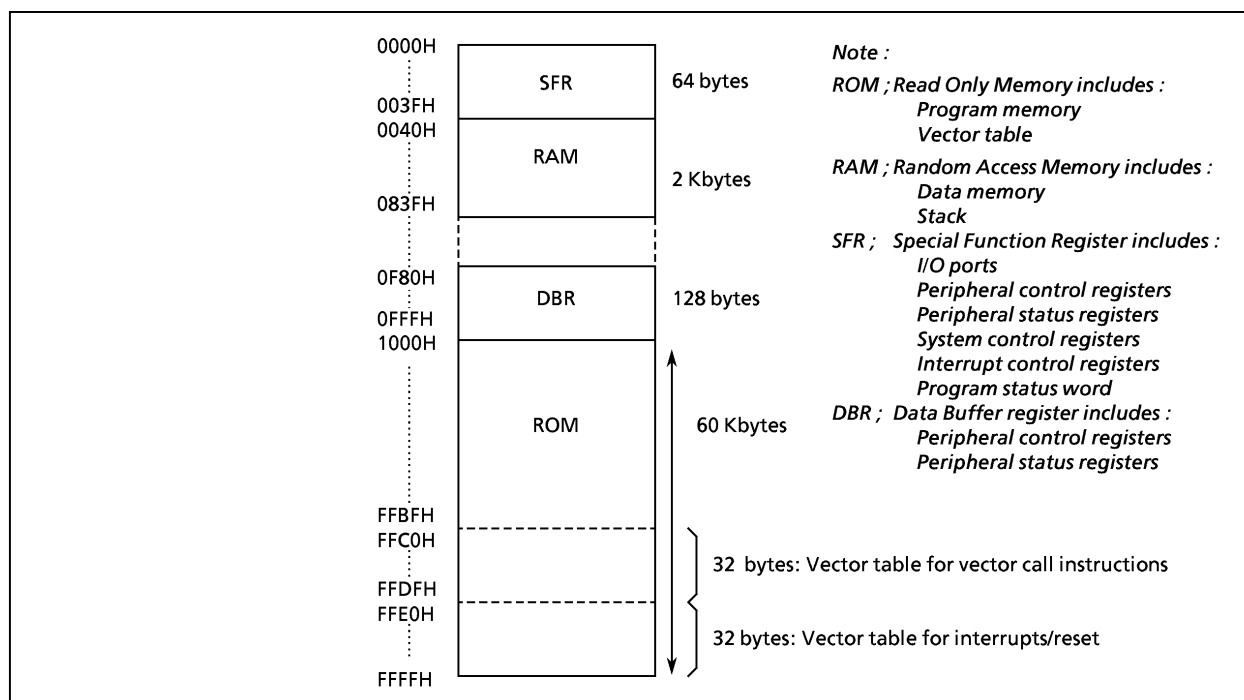 0000H
SFR
64 bytes
003FH
0040H
RAM
2 Kbytes
083FH
0F80H
DBR
128 bytes
0FFFH
1000H
ROM
60 Kbytes
FFBFH
FFC0H
32 bytes: Vector table for vector call instructions
FFDFH
FFE0H
32 bytes: Vector table for interrupts/reset
FFFFH
Note :
ROM ; Read Only Memory includes :
Program memory
Vector table
RAM ; Random Access Memory includes :
Data memory
Stack
SFR ; Special Function Register includes :
I/O ports
Peripheral control registers
Peripheral status registers
System control registers
Interrupt control registers
Program status word
DBR ; Data Buffer register includes :
Peripheral control registers
Peripheral status registers